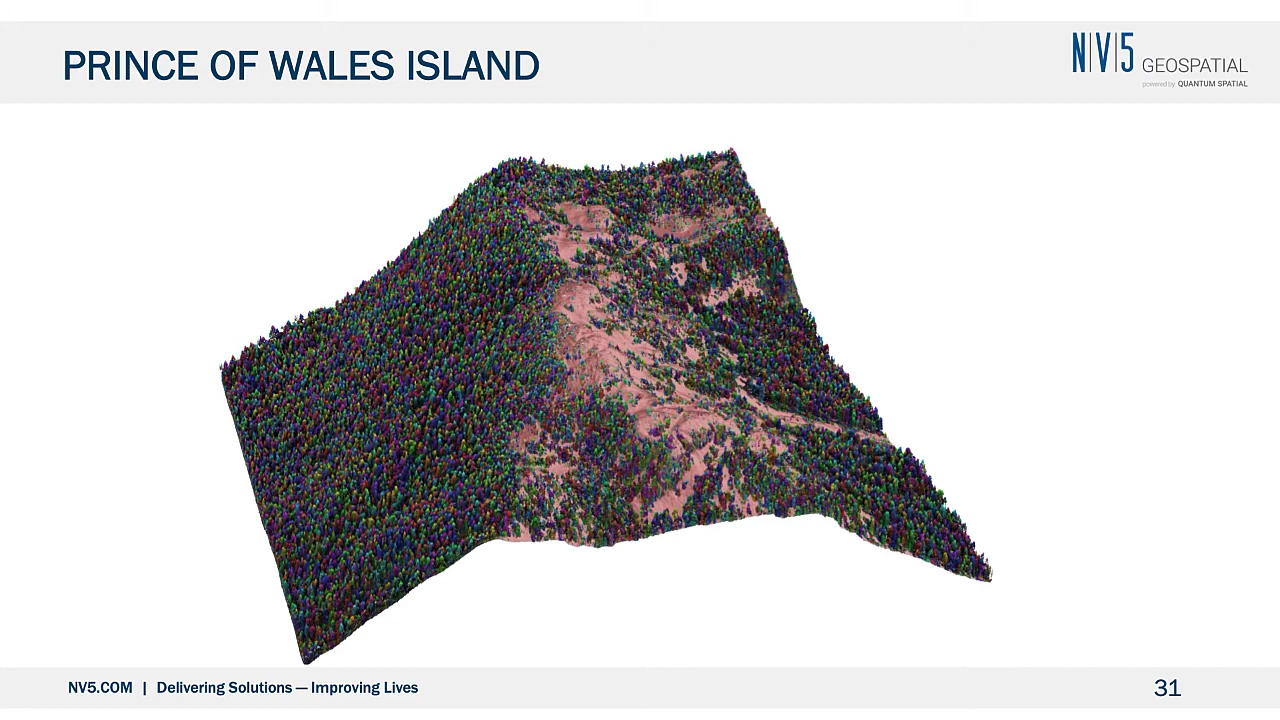 PRINCE OF WALES ISLAND
N|V|5 GEOSPATIAL
powered by QUANTUM SPATIAL
NV5.COM | Delivering Solutions — Improving Lives
31